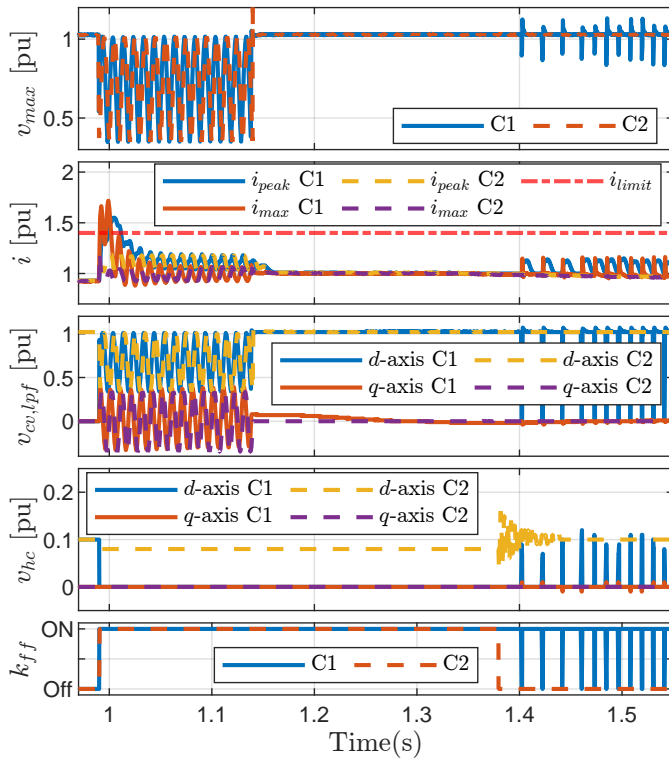 1
0.5
v_max [pu]
C1 C2
2
1.5
1
i [pu]
i_peak C1 i_peak C2 i_limit
i_max C1 i_max C2
1
0.5
0
v_cv,lpf [pu]
d-axis C1 d-axis C2
q-axis C1 q-axis C2
0.2
0.1
0
v_hc [pu]
d-axis C1 d-axis C2
q-axis C1 q-axis C2
ON
Off
k_ff
C1 C2
1 1.1 1.2 1.3 1.4 1.5
Time(s)